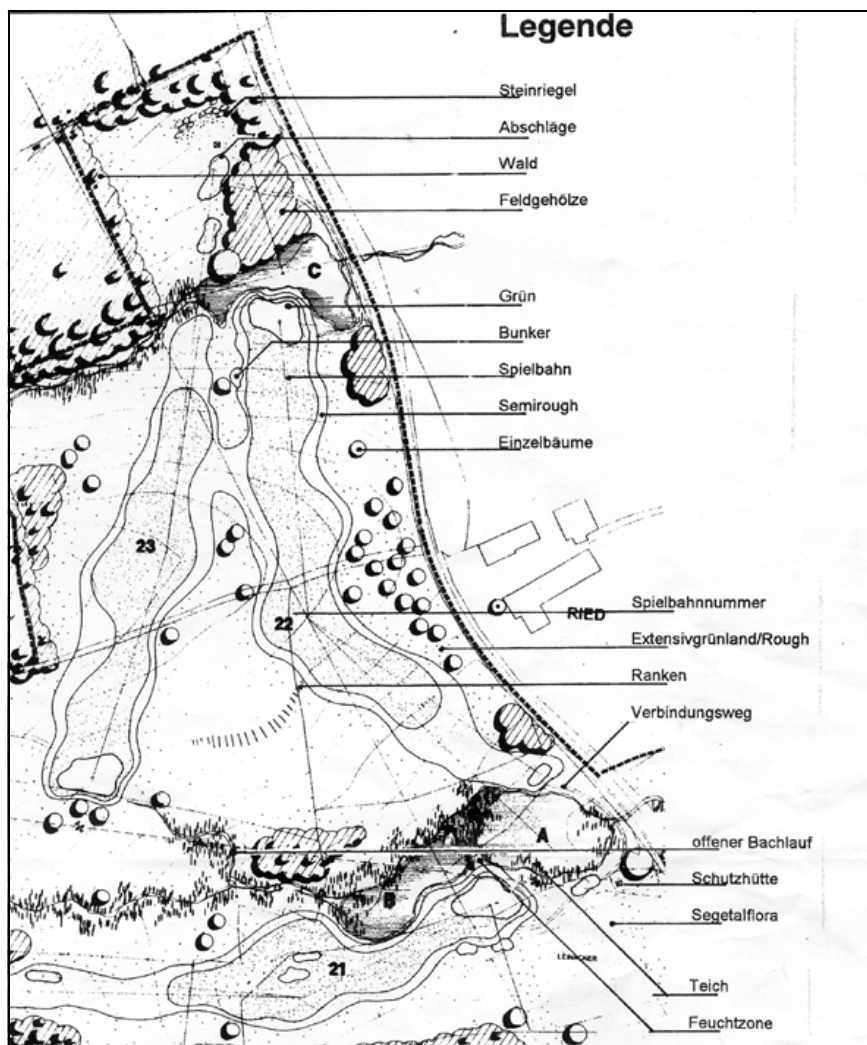 Legende
Steinriegel
Abschläge
Wald
Feldgehölze
C
Grün
Bunker
Spielbahn
Semirough
Einzelbäume
23
Spielbahnnummer
RIED
22
Extensivgrünland/Rough
Ranken
Verbindungsweg
A
offener Bachlauf
Schutzhütte
B
Segetalflora
21
Teich
Feuchtzone